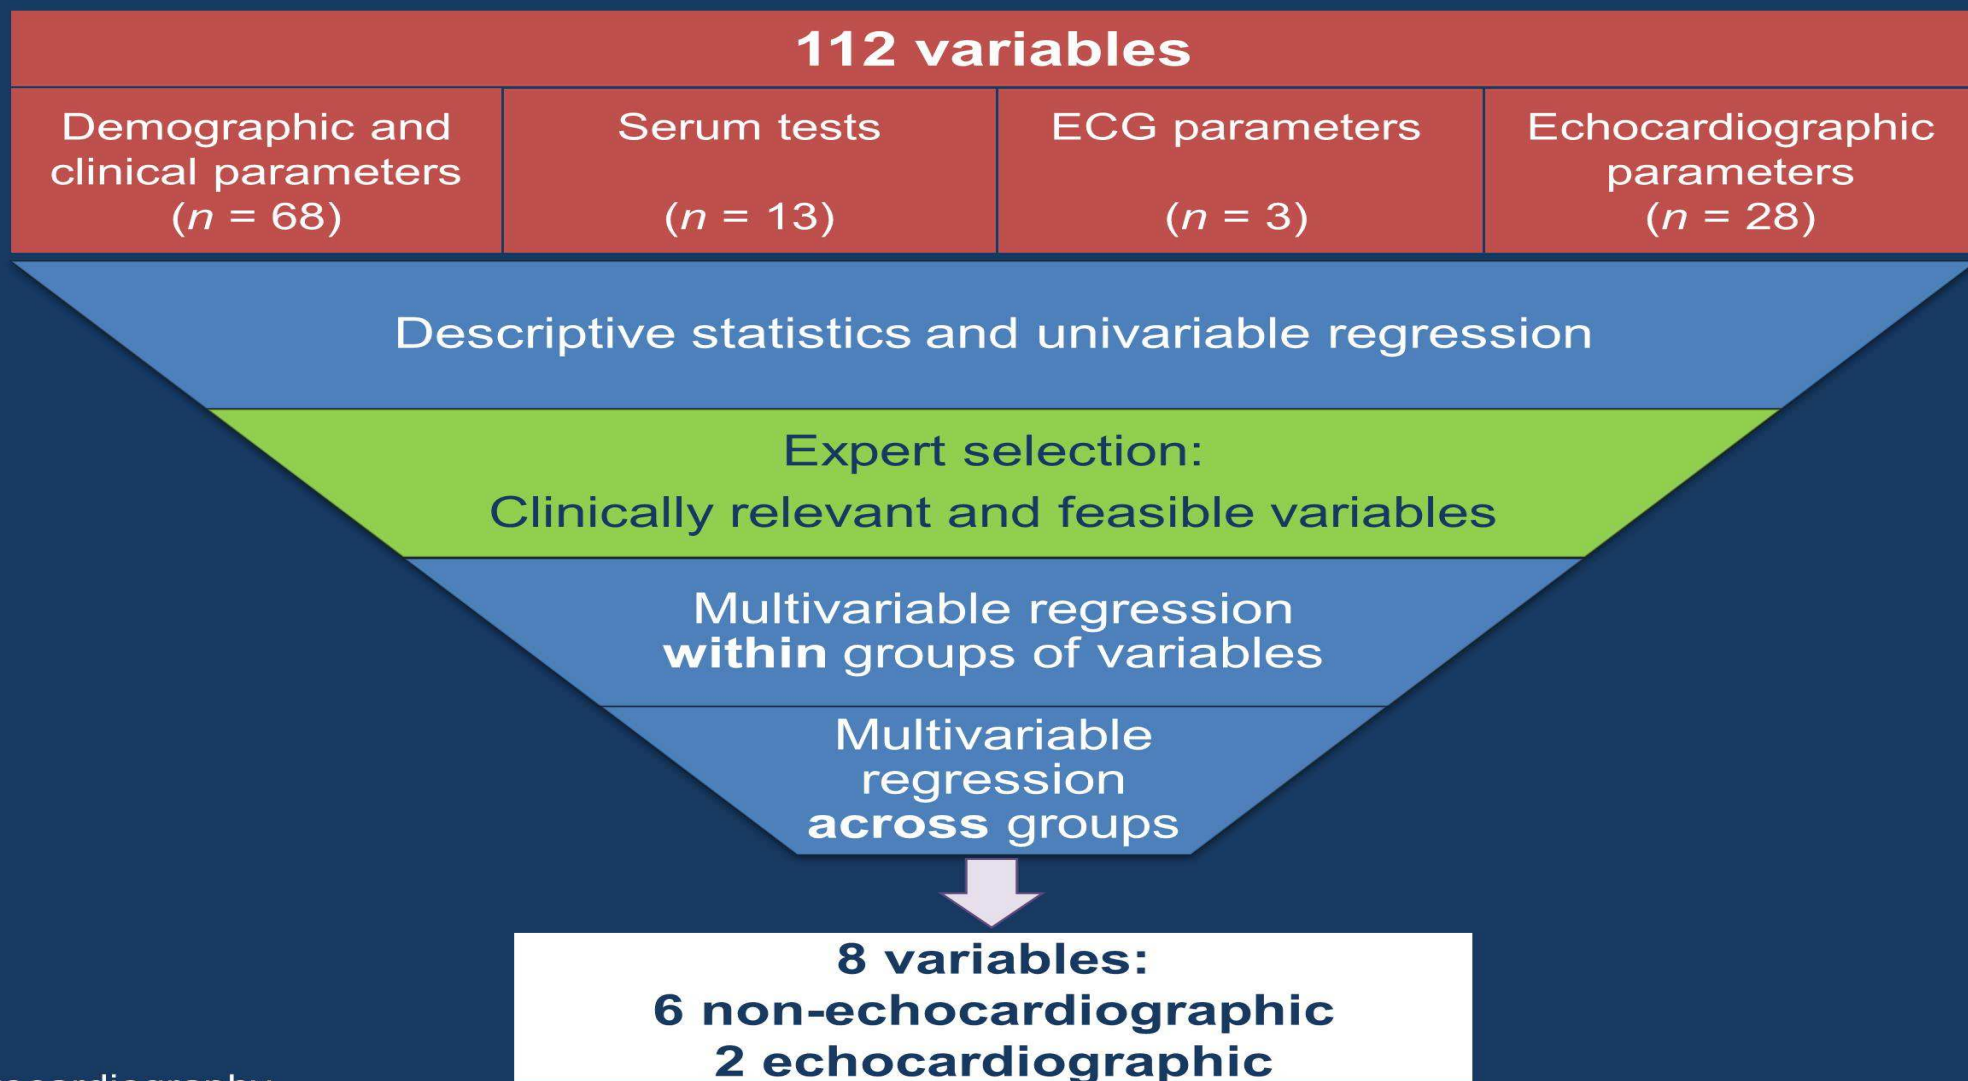 112 variables
Demographic and
clinical parameters
(n = 68)
Serum tests
(n = 13)
ECG parameters
(n = 3)
Echocardiographic
parameters
(n = 28)
Descriptive statistics and univariable regression
Expert selection:
Clinically relevant and feasible variables
Multivariable regression
within groups of variables
Multivariable
regression
across groups
8 variables:
6 non-echocardiographic
2 echocardiographic